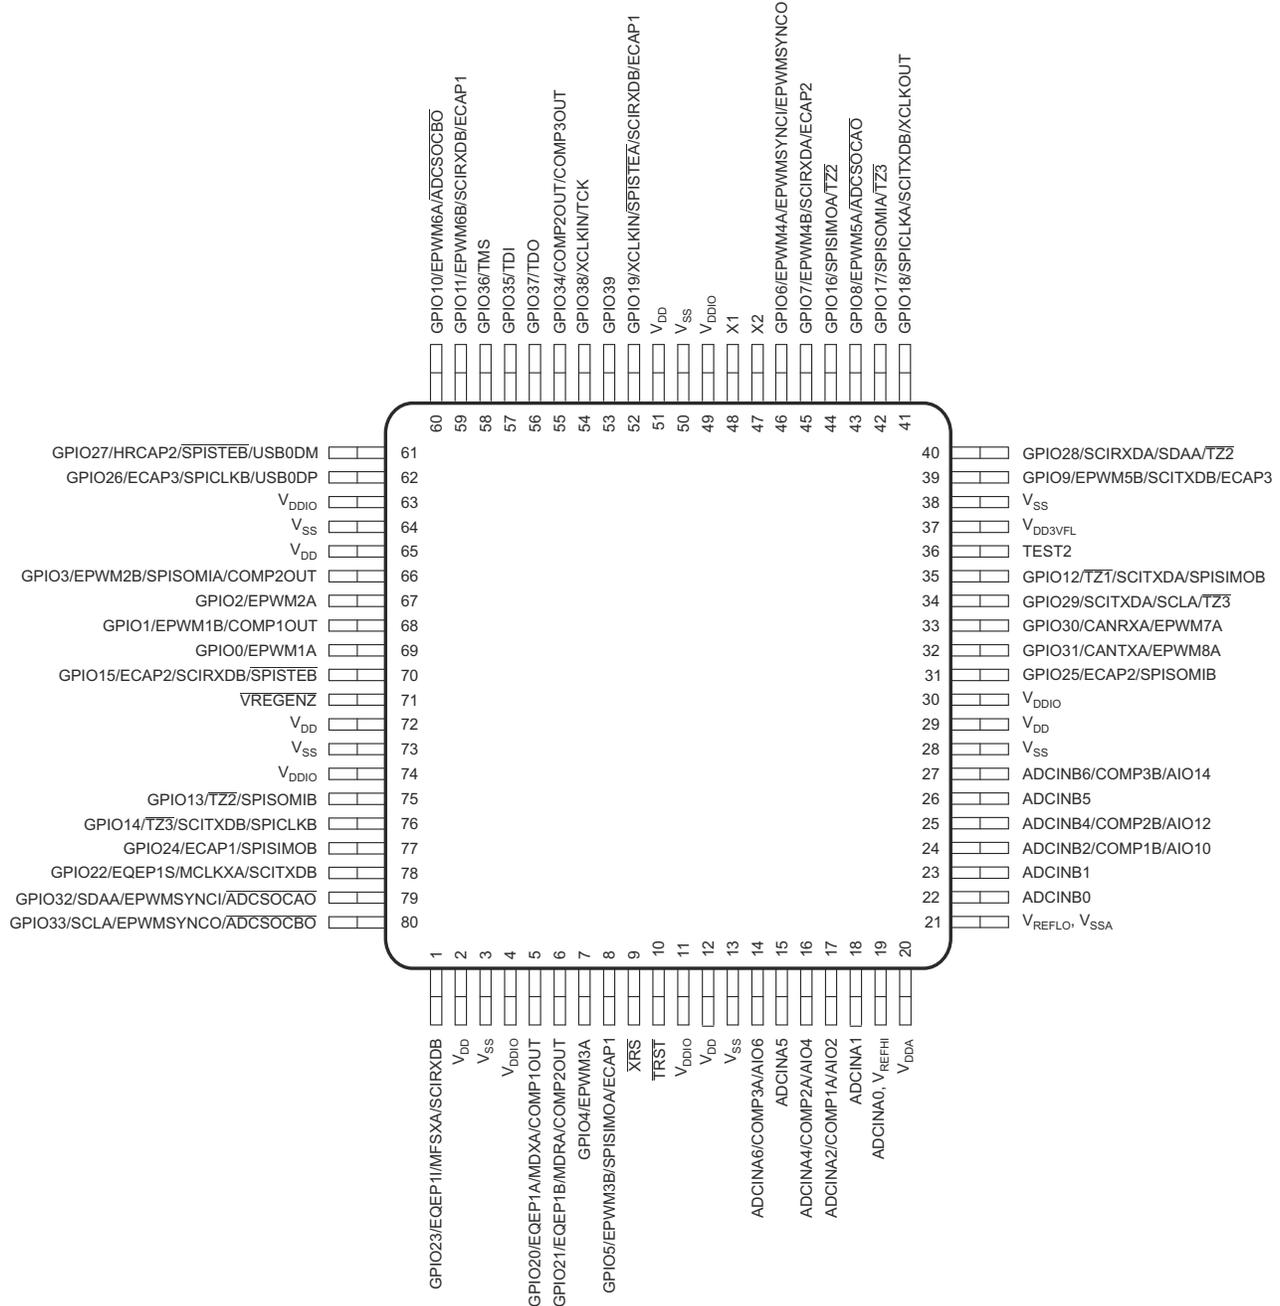 GPIO10/EPWM6A/ADCSOCBO
GPIO11/EPWM6B/SCIRXDB/ECAP1
GPIO36/TMS
GPIO35/TDI
GPIO37/TDO
GPIO34/COMP2OUT/COMP3OUT
GPIO38/XCLKIN/TCK
GPIO39
GPIO19/XCLKIN/SPISTEA/SCIRXDB/ECAP1
VDD
VSS
VDDIO
X1
X2
GPIO6/EPWM4A/EPWMSYNCI/EPWMSYNCO
GPIO7/EPWM4B/SCIRXDA/ECAP2
GPIO16/SPISIMOA/TZ2
GPIO8/EPWM5A/ADCSOCAO
GPIO17/SPISOMIA/TZ3
GPIO18/SPICLKA/SCITXDB/XCLKOUT
60 59 58 57 56 55 54 53 52 51 50 49 48 47 46 45 44 43 42 41
GPIO27/HRCAP2/SPISTEB/USB0DM 61
GPIO26/ECAP3/SPICLKB/USB0DP 62
VDDIO 63
VSS 64
VDD 65
GPIO3/EPWM2B/SPISOMIA/COMP2OUT 66
GPIO2/EPWM2A 67
GPIO1/EPWM1B/COMP1OUT 68
GPIO0/EPWM1A 69
GPIO15/ECAP2/SCIRXDB/SPISTEB 70
VREGENZ 71
VDD 72
VSS 73
VDDIO 74
GPIO13/TZ2/SPISOMIB 75
GPIO14/TZ3/SCITXDB/SPICLKB 76
GPIO24/ECAP1/SPISIMOB 77
GPIO22/EQEP1S/MCLKXA/SCITXDB 78
GPIO32/SDAA/EPWMSYNCI/ADCSOCAO 79
GPIO33/SCLA/EPWMSYNCO/ADCSOCBO 80
40 GPIO28/SCIRXDA/SDAA/TZ2
39 GPIO9/EPWM5B/SCITXDB/ECAP3
38 VSS
37 VDD3VFL
36 TEST2
35 GPIO12/TZ1/SCITXDA/SPISIMOB
34 GPIO29/SCITXDA/SCLA/TZ3
33 GPIO30/CANRXA/EPWM7A
32 GPIO31/CANTXA/EPWM8A
31 GPIO25/ECAP2/SPISOMIB
30 VDDIO
29 VDD
28 VSS
27 ADCINB6/COMP3B/AIO14
26 ADCINB5
25 ADCINB4/COMP2B/AIO12
24 ADCINB2/COMP1B/AIO10
23 ADCINB1
22 ADCINB0
21 VREFLO, VSSA
1 2 3 4 5 6 7 8 9 10 11 12 13 14 15 16 17 18 19 20
GPIO23/EQEP1I/MFSXA/SCIRXDB
VDD
VSS
VDDIO
GPIO20/EQEP1A/MDXA/COMP1OUT
GPIO21/EQEP1B/MDRA/COMP2OUT
GPIO4/EPWM3A
GPIO5/EPWM3B/SPISIMOA/ECAP1
XRS
TRST
VDDIO
VDD
VSS
ADCINA6/COMP3A/AIO6
ADCINA5
ADCINA4/COMP2A/AIO4
ADCINA2/COMP1A/AIO2
ADCINA1
ADCINA0, VREFHI
VDDA